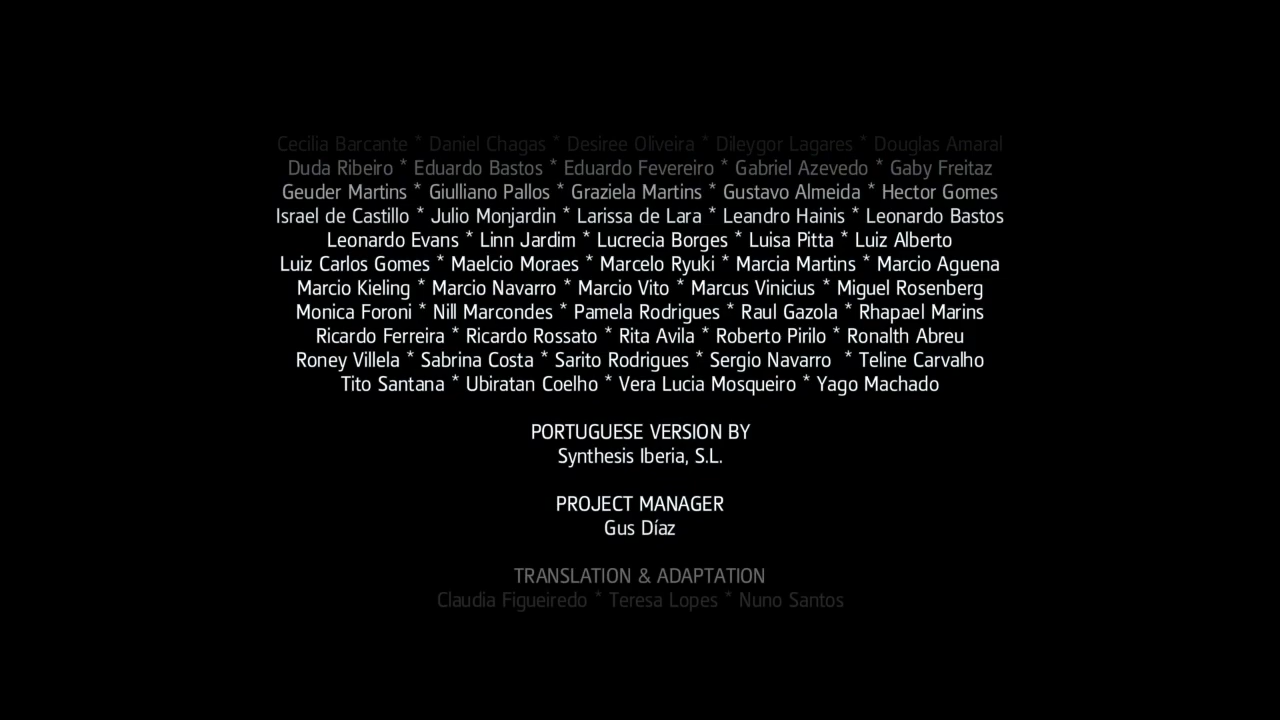 Cecilia Barcante * Daniel Chagas * Desiree Oliveira * Dileygor Lagares * Douglas Amaral
Duda Ribeiro * Eduardo Bastos * Eduardo Fevereiro * Gabriel Azevedo * Gaby Freitaz
Geuder Martins * Giulliano Pallos * Graziela Martins * Gustavo Almeida * Hector Gomes
Israel de Castillo * Julio Monjardin * Larissa de Lara * Leandro Hainis * Leonardo Bastos
Leonardo Evans * Linn Jardim * Lucrecia Borges * Luisa Pitta * Luiz Alberto
Luiz Carlos Gomes * Maelcio Moraes * Marcelo Ryuki * Marcia Martins * Marcio Aguena
Marcio Kieling * Marcio Navarro * Marcio Vito * Marcus Vinicius * Miguel Rosenberg
Monica Foroni * Nill Marcondes * Pamela Rodrigues * Raul Gazola * Rhapael Marins
Ricardo Ferreira * Ricardo Rossato * Rita Avila * Roberto Pirilo * Ronalth Abreu
Roney Villela * Sabrina Costa * Sarito Rodrigues * Sergio Navarro * Teline Carvalho
Tito Santana * Ubiratan Coelho * Vera Lucia Mosqueiro * Yago Machado
PORTUGUESE VERSION BY
Synthesis Iberia, S.L.
PROJECT MANAGER
Gus Díaz
TRANSLATION & ADAPTATION
Claudia Figueiredo * Teresa Lopes * Nuno Santos